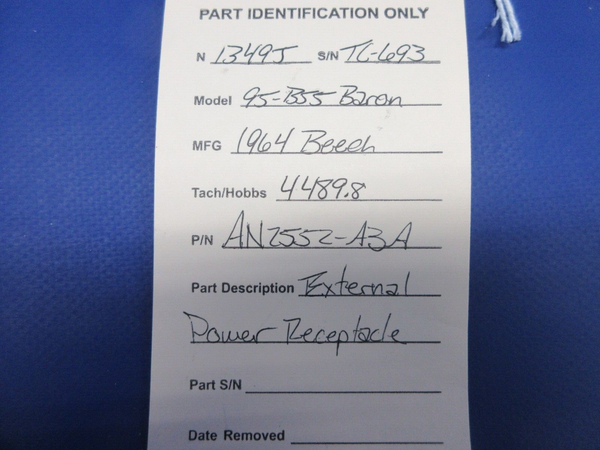 PART IDENTIFICATION ONLY
N 1349J S/N TC-693
Model 95-B55 Baron
MFG 1964 Beech
Tach/Hobbs 4489.8
P/N AN2552-A3A
Part Description External
Power Receptacle
Part S/N
Date Removed